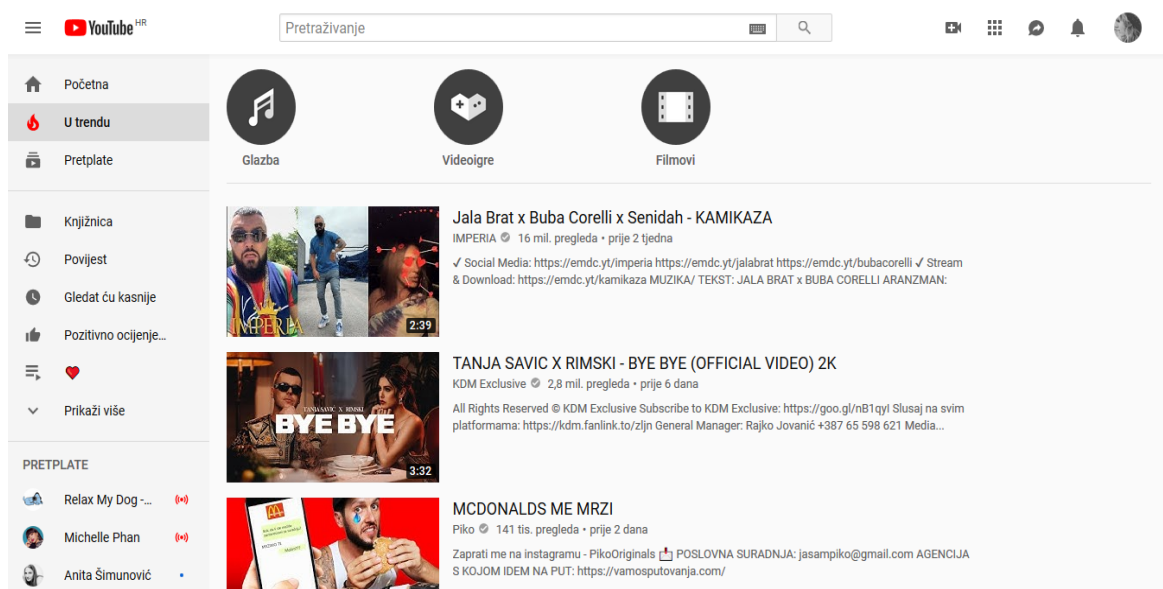 YouTube HR
Pretraživanje
Početna
U trendu
Pretplate
Knjižnica
Povijest
Gledat ću kasnije
Pozitivno ocijenje...
Prikaži više
PRETPLATE
Relax My Dog -...
Michelle Phan
Anita Šimunović
Glazba
Videoigre
Filmovi
IMPERIA
2:39
Jala Brat x Buba Corelli x Senidah - KAMIKAZA
IMPERIA 16 mil. pregleda • prije 2 tjedna
✓ Social Media: https://emdc.yt/imperia https://emdc.yt/jalabrat https://emdc.yt/bubacorelli ✓ Stream
& Download: https://emdc.yt/kamikaza MUZIKA/ TEKST: JALA BRAT x BUBA CORELLI ARANZMAN:
TANJA SAVIC X RIMSKI
BYE BYE
3:32
TANJA SAVIC X RIMSKI - BYE BYE (OFFICIAL VIDEO) 2K
KDM Exclusive 2,8 mil. pregleda • prije 6 dana
All Rights Reserved © KDM Exclusive Subscribe to KDM Exclusive: https://goo.gl/nB1qyI Slusaj na svim
platformama: https://kdm.fanlink.to/zljn General Manager: Rajko Jovanić +387 65 598 621 Media...
MCDONALDS ME MRZI
Piko 141 tis. pregleda • prije 2 dana
Zaprati me na instagramu - PikoOriginals 📩 POSLOVNA SURADNJA: jasampiko@gmail.com AGENCIJA
S KOJOM IDEM NA PUT: https://vamosputovanja.com/